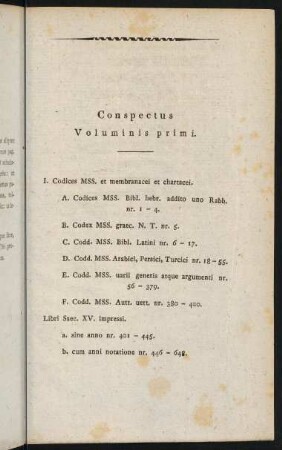 Conspectus
Voluminis primi.
I. Codices MSS. et membranacei et chartacei.
A. Codices MSS. Bibl. hebr. addito uno Rabb.
nr. 1 – 4.
B. Codex MSS. graec. N. T. nr. 5.
C. Codd. MSS. Bibl. Latini nr. 6 – 17.
D. Codd. MSS. Arabici, Persici, Turcici nr. 18 – 55.
E. Codd. MSS. uarii generis atque argumenti nr.
56 – 379.
F. Codd. MSS. Autt. uett. nr. 380 – 400.
Libri Saec. XV. impressi.
a. sine anno nr. 401 – 445.
b. cum anni notatione nr. 446 – 648.